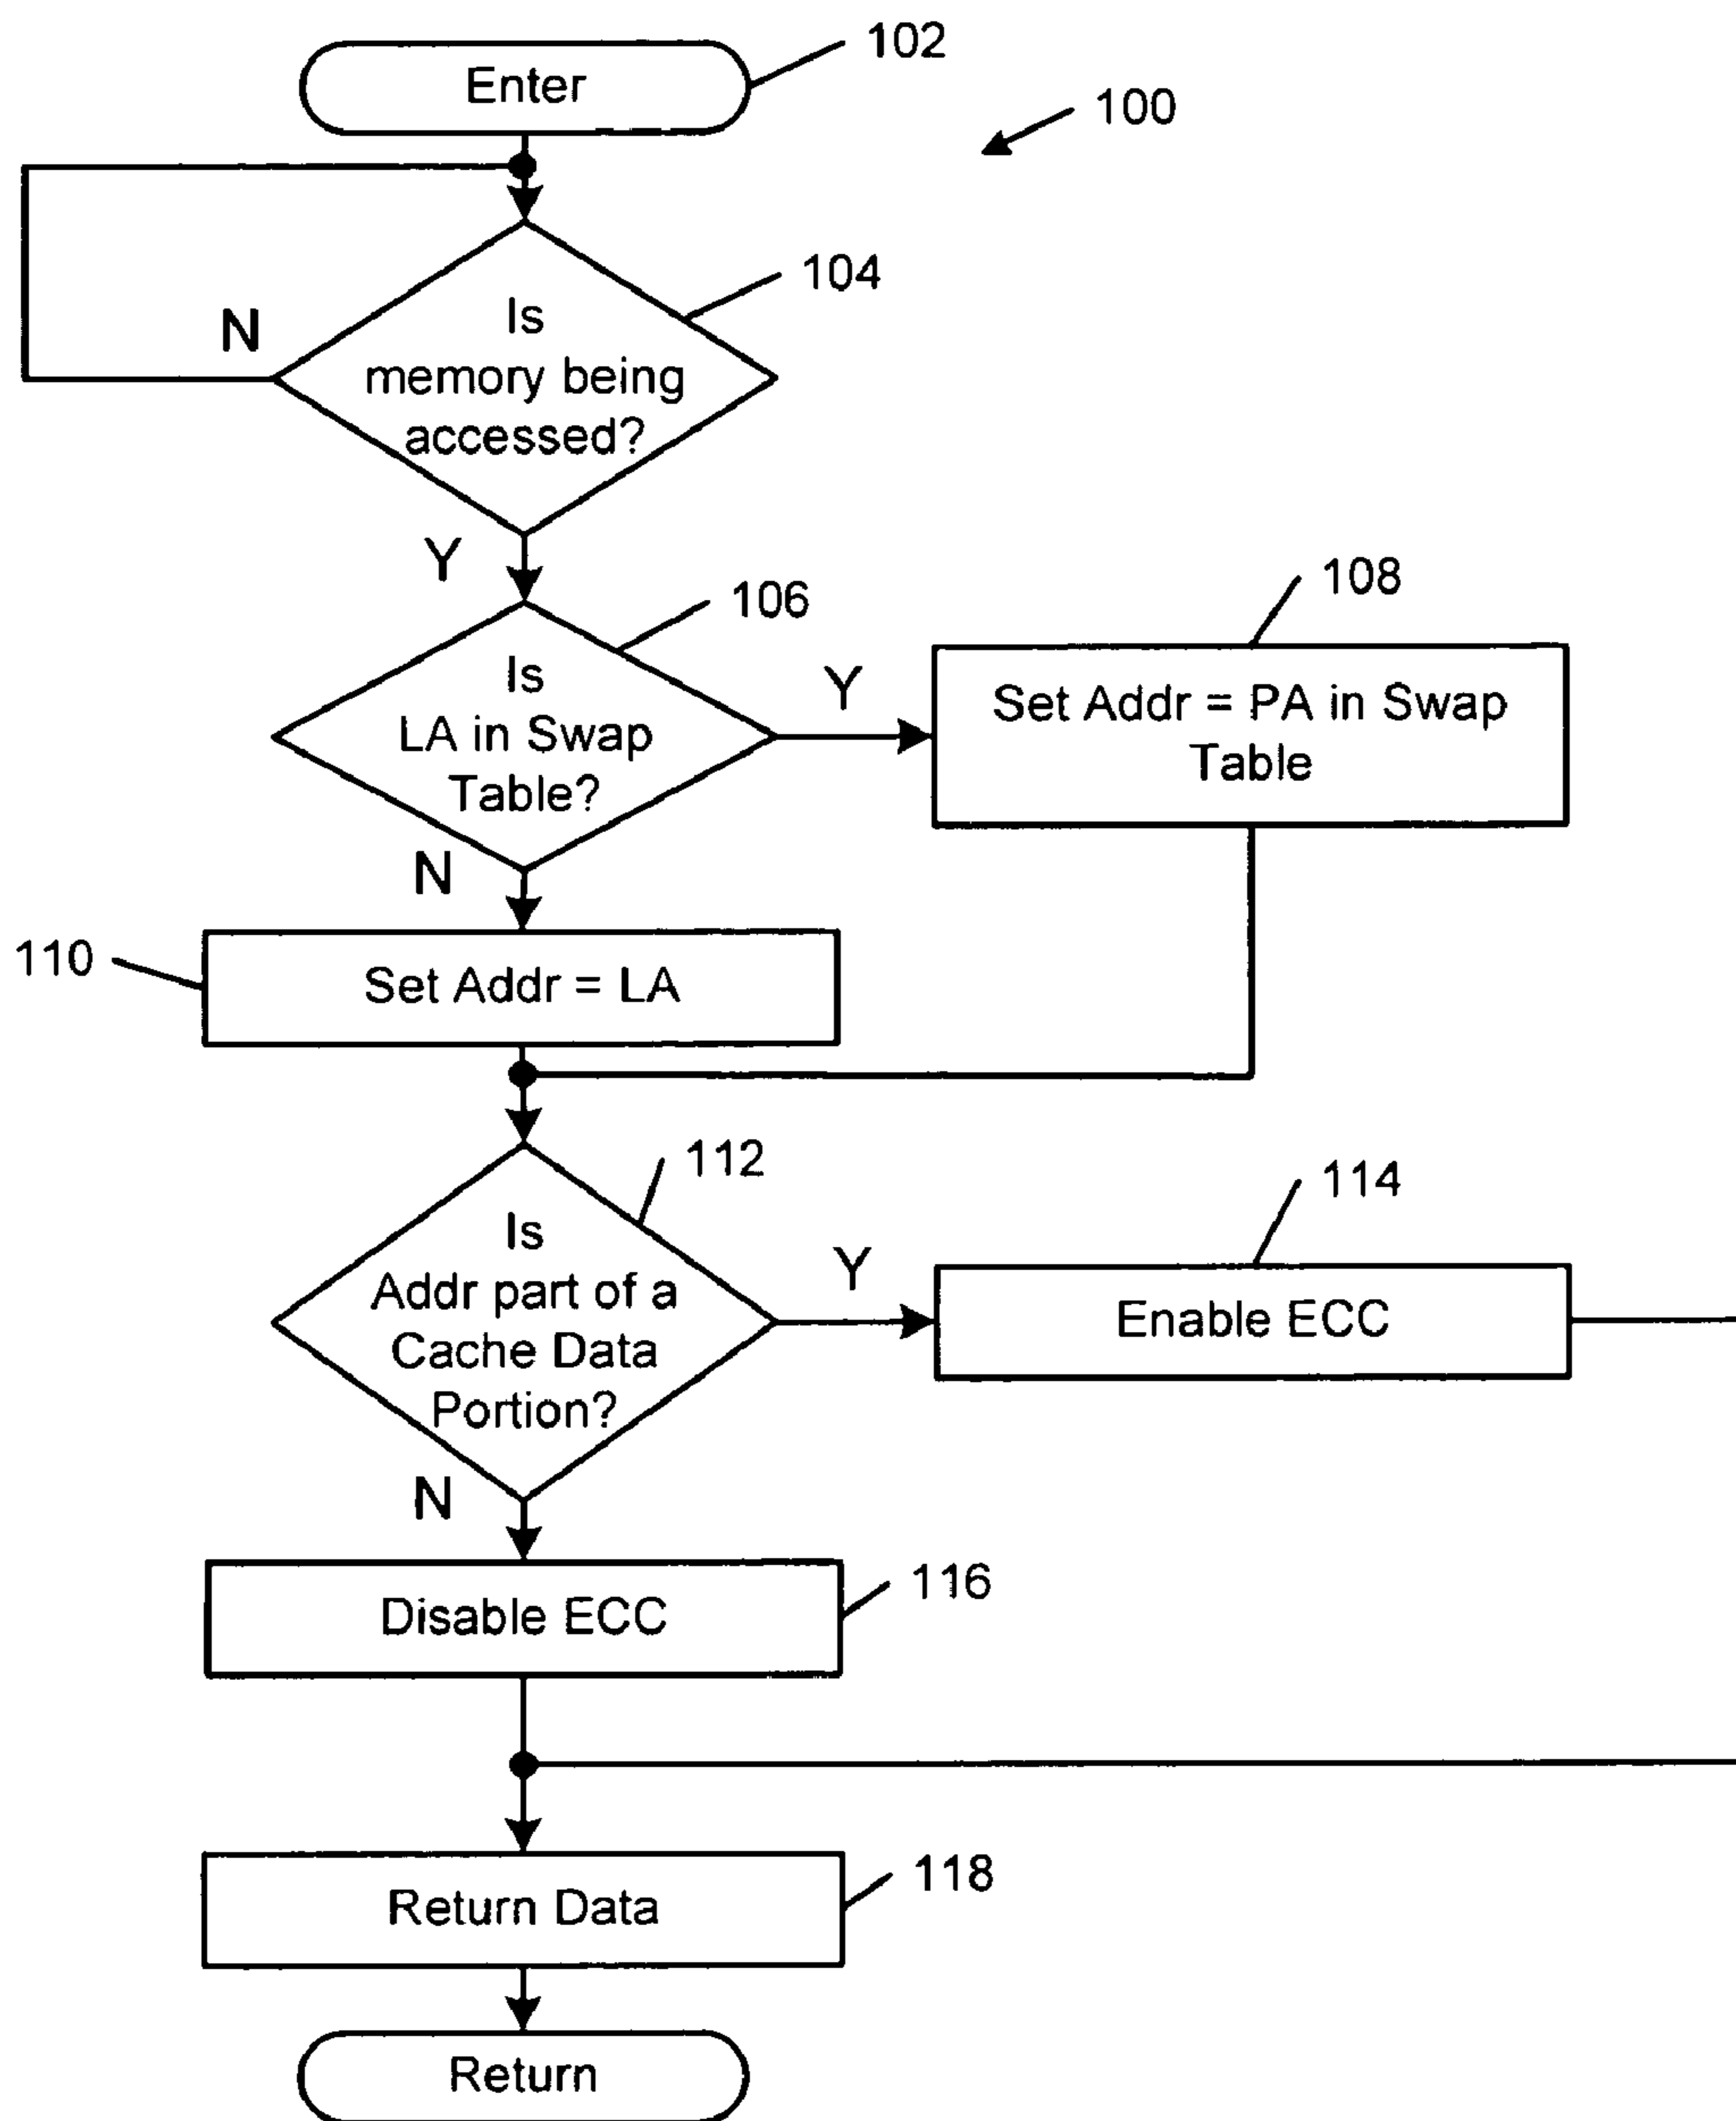 Enter
102
100
Is
memory being
accessed?
104
N
Y
Is
LA in Swap
Table?
106
Y
Set Addr = PA in Swap
Table
108
N
110
Set Addr = LA
Is
Addr part of a
Cache Data
Portion?
112
Y
Enable ECC
114
N
Disable ECC
116
Return Data
118
Return